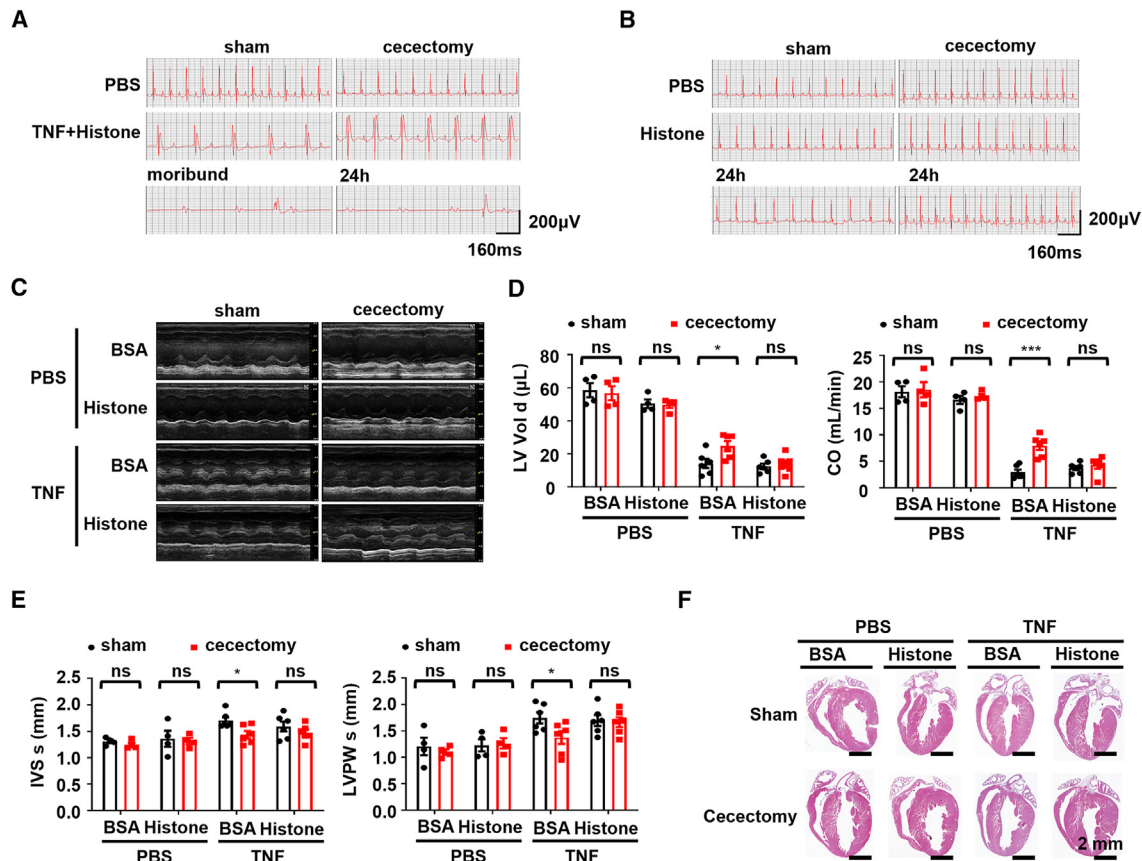 A
sham cecectomy
PBS
TNF+Histone
moribund 24h
200µV
160ms
B
sham cecectomy
PBS
Histone
24h 24h
200µV
160ms
C
sham cecectomy
PBS
BSA
Histone
TNF
BSA
Histone
D
sham cecectomy
ns ns * ns
LV Vol d (µL)
80
60
40
20
0
BSA Histone BSA Histone
PBS TNF
sham cecectomy
ns ns *** ns
CO (mL/min)
25
20
15
10
5
0
BSA Histone BSA Histone
PBS TNF
E
sham cecectomy
ns ns * ns
IVS s (mm)
2.5
2.0
1.5
1.0
0.5
0.0
BSA Histone BSA Histone
PBS TNF
sham cecectomy
ns ns * ns
LVPW s (mm)
2.5
2.0
1.5
1.0
0.5
0.0
BSA Histone BSA Histone
PBS TNF
F
PBS TNF
BSA Histone BSA Histone
Sham
Cecectomy
2 mm